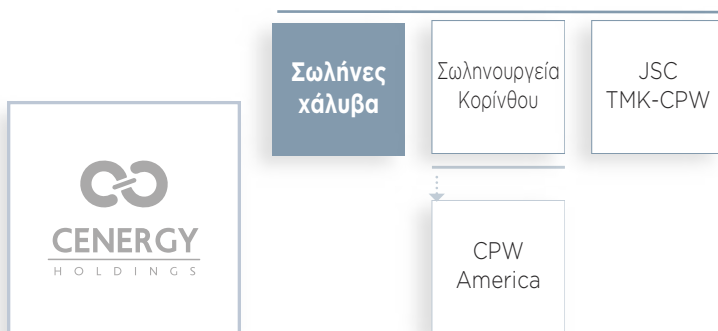 Σωλήνες
χάλυβα
Σωληνουργεία
Κορίνθου
JSC
TMK-CPW
CENERGY
HOLDINGS
CPW
America